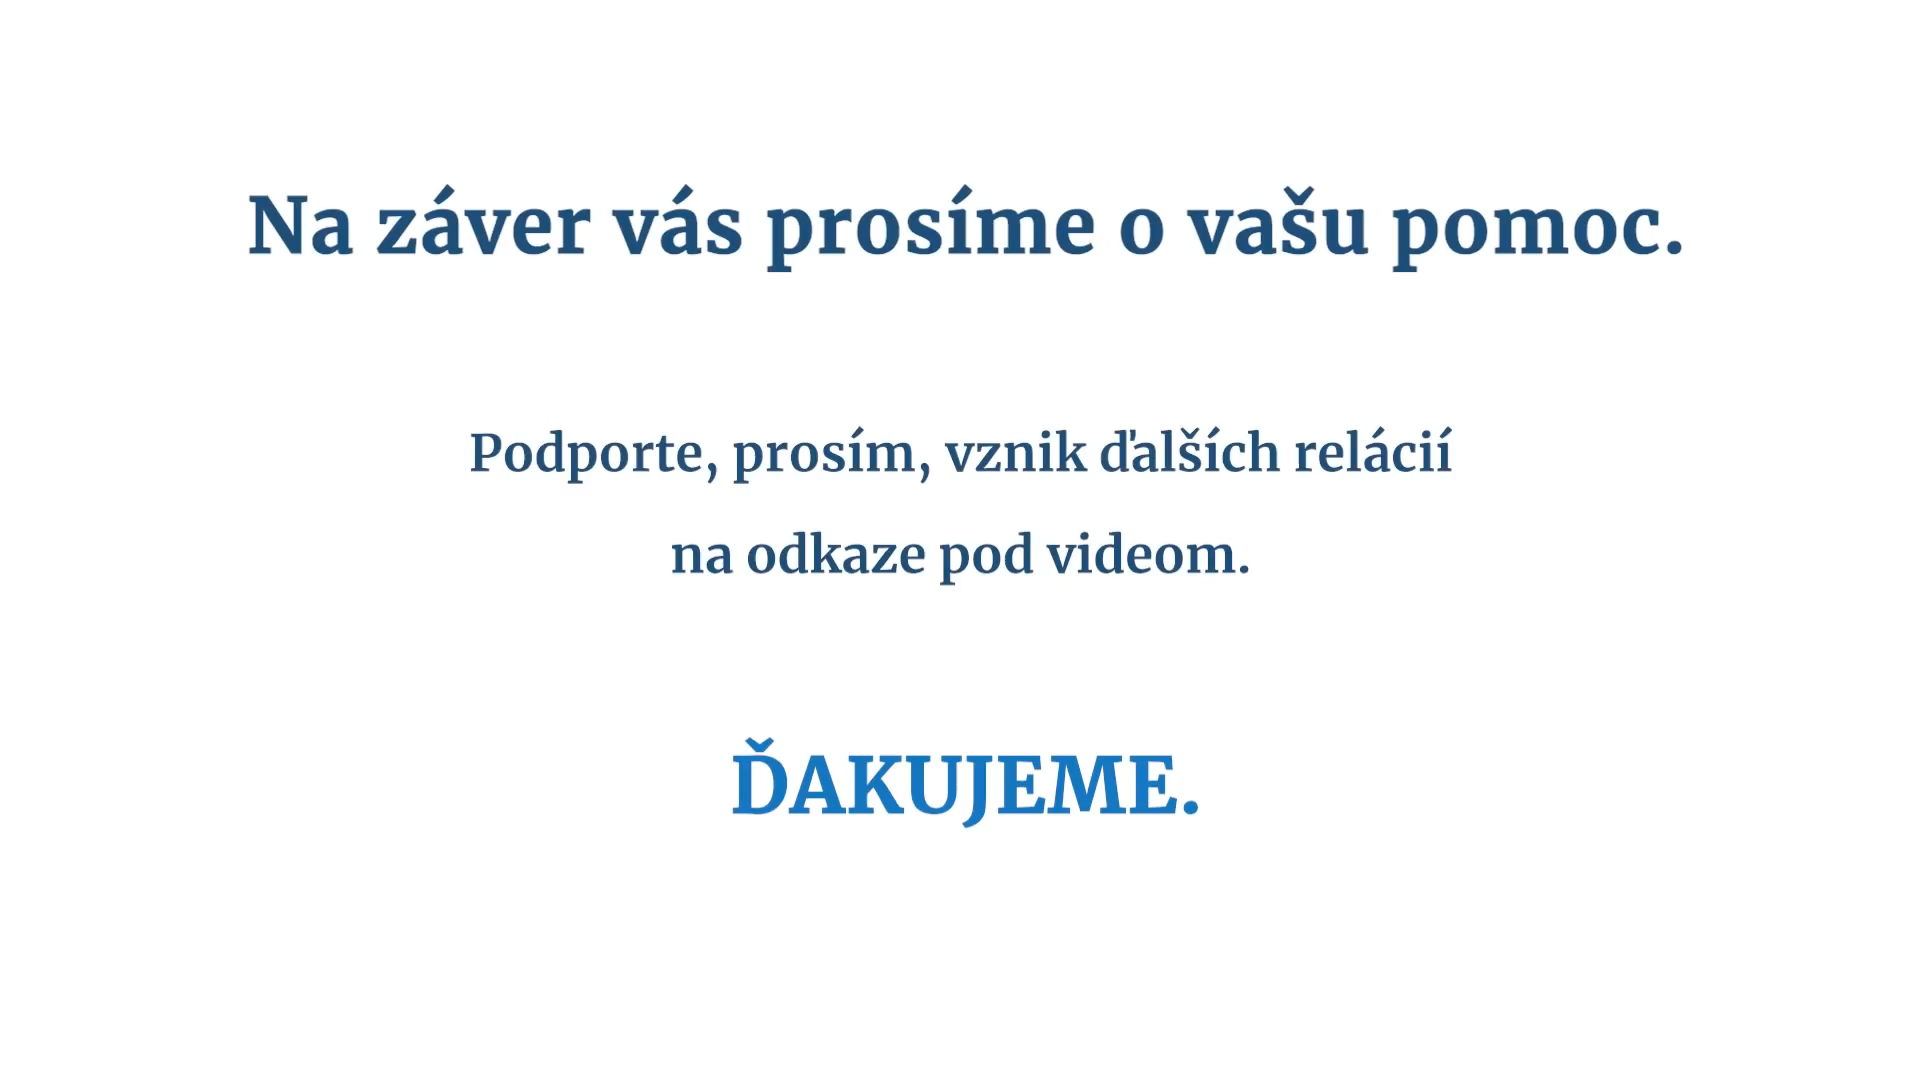 Na záver vás prosíme o vašu pomoc.
Podporte, prosím, vznik ďalších relácií
na odkaze pod videom.
ĎAKUJEME.